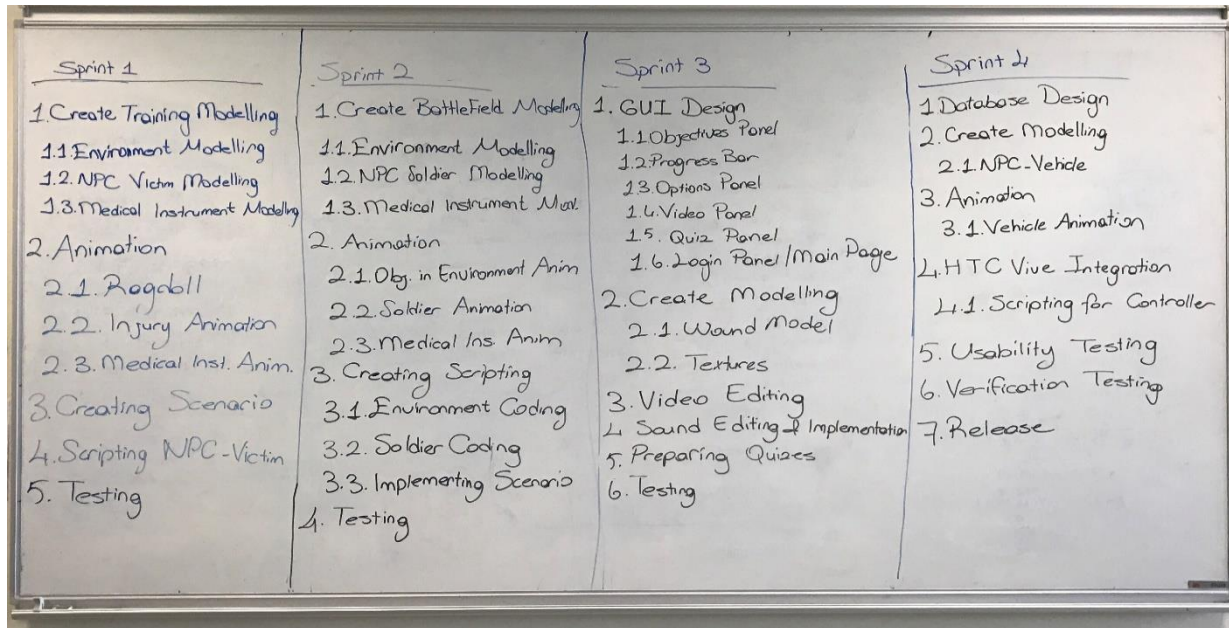 Sprint 1
1.Create Training Modelling
1.1.Environment Modelling
1.2. NPC Victm Modelling
1.3.Medical Instrument Modelling
2.Animation
2.1. Ragdoll
2.2. Injury Animation
2.3. Medical Inst. Anim.
3.Creating Scenario
4.Scripting NPC-Victim
5. Testing
Sprint 2
1.Create BattleField Modelling
1.1.Environment Modelling
1.2.NPC Soldier Modelling
1.3.Medical Instrument
2. Animation
2.1.Obj. in Environment Anim
2.2.Soldier Animation
2.3.Medical Ins. Anim
3. Creating Scripting
3.1.Environment Coding
3.2. Soldier Coding
3.3. Implementing Scenario
4. Testing
Sprint 3
1. GUI Design
1.1Objectives Panel
1.2.Progress Bar
1.3.Options Panel
1.4.Video Panel
1.5. Quiz Panel
1.6.Login Panel/Main Page
2.Create Modelling
2.1.Wound Model
2.2. Textures
3.Video Editing
4 Sound Editing & Implementation
5. Preparing Quizes
6.Testing
Sprint 4
1.Database Design
2.Create Modelling
2.1.NPC-Vehicle
3. Animation
3.1.Vehicle Animation
4.HTC Vive Integration
4.1. Scripting for Controller
5. Usability Testing
6. Verification Testing
7.Release